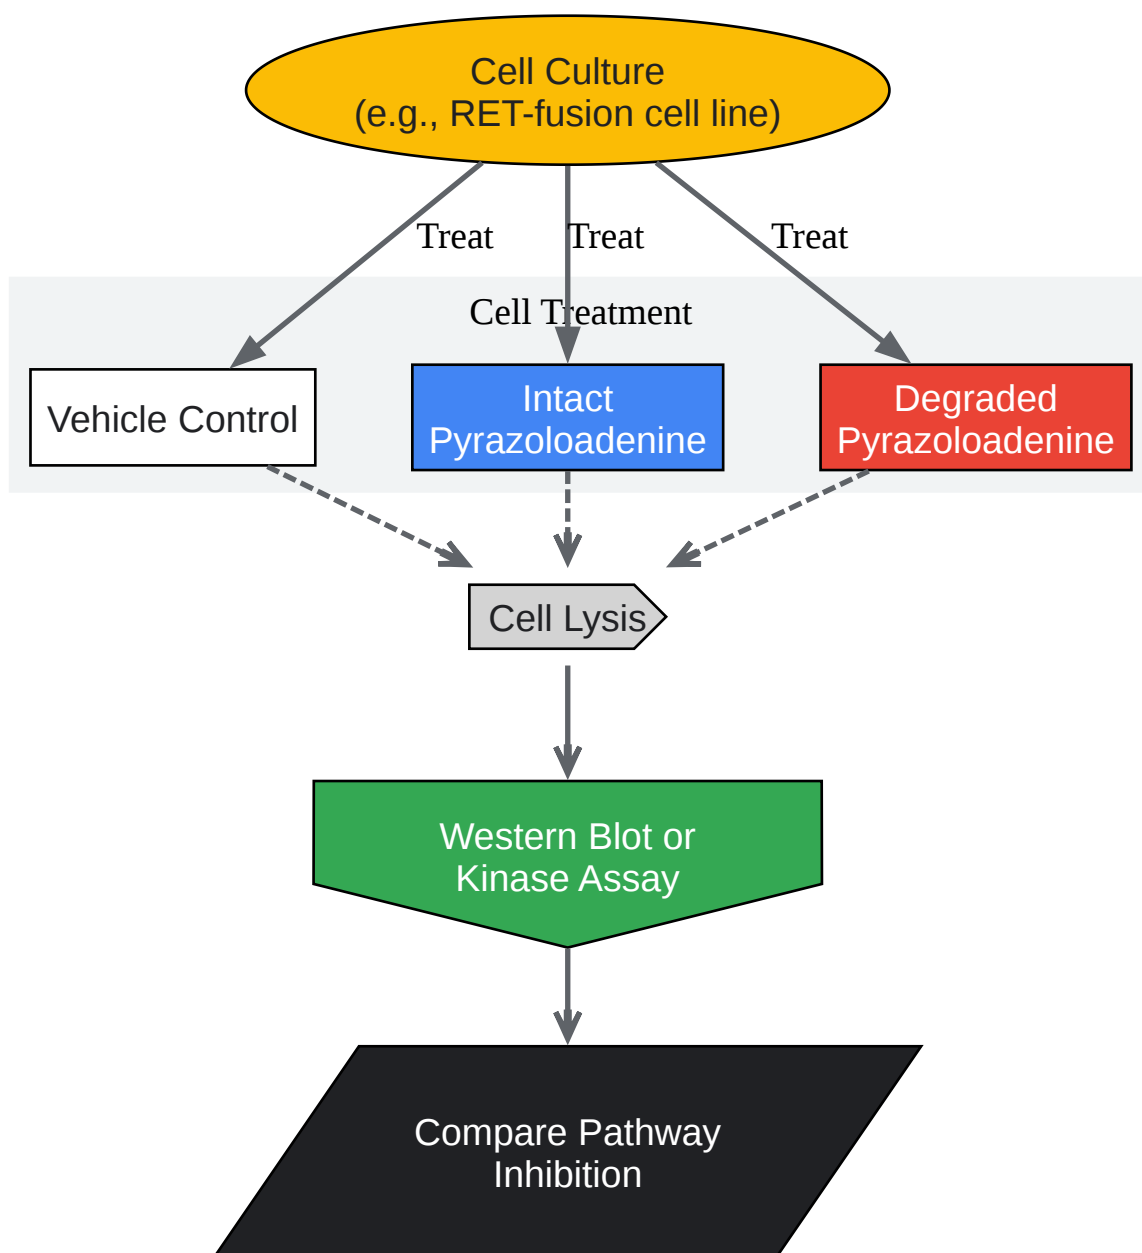 Cell Culture
(e.g., RET-fusion cell line)
Treat
Treat
Treat
Cell Treatment
Vehicle Control
Intact
Pyrazoloadenine
Degraded
Pyrazoloadenine
Cell Lysis
Western Blot or
Kinase Assay
Compare Pathway
Inhibition